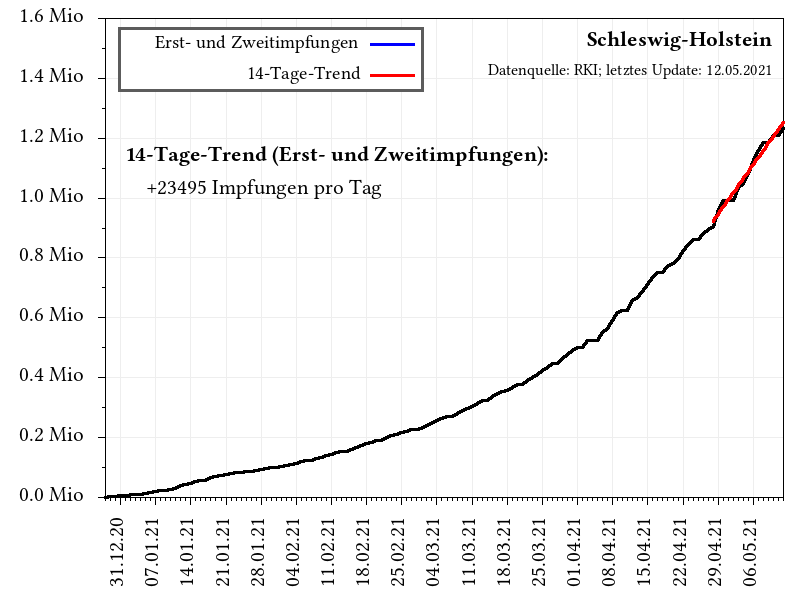 1.6 Mio
1.4 Mio
1.2 Mio
1.0 Mio
0.8 Mio
0.6 Mio
0.4 Mio
0.2 Mio
0.0 Mio
Erst- und Zweitimpfungen
14-Tage-Trend
Schleswig-Holstein
Datenquelle: RKI; letztes Update: 12.05.2021
14-Tage-Trend (Erst- und Zweitimpfungen):
+23495 Impfungen pro Tag
31.12.20
07.01.21
14.01.21
21.01.21
28.01.21
04.02.21
11.02.21
18.02.21
25.02.21
04.03.21
11.03.21
18.03.21
25.03.21
01.04.21
08.04.21
15.04.21
22.04.21
29.04.21
06.05.21